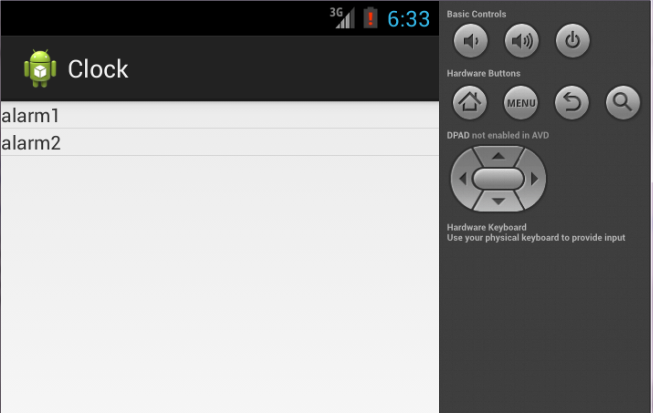 3G 6:33
Clock
alarm1
alarm2
Basic Controls
Hardware Buttons
MENU
DPAD not enabled in AVD
Hardware Keyboard
Use your physical keyboard to provide input